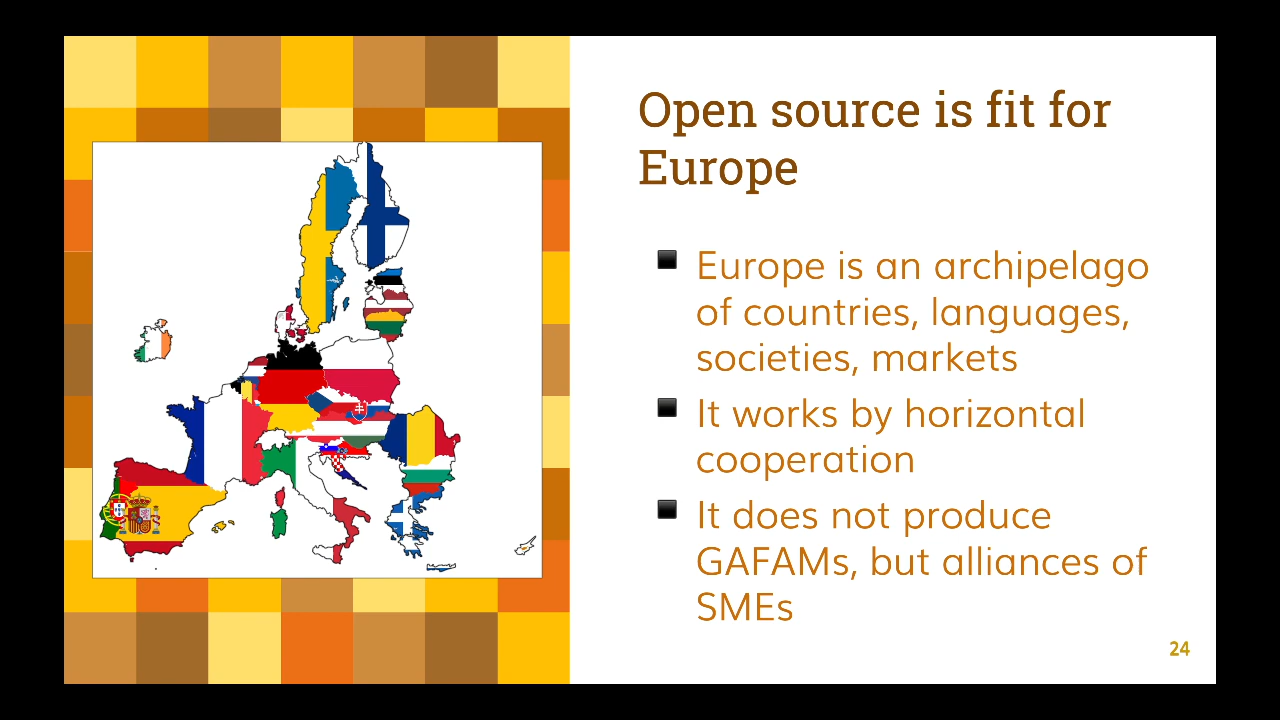 Open source is fit for
Europe
Europe is an archipelago
of countries, languages,
societies, markets
It works by horizontal
cooperation
It does not produce
GAFAMs, but alliances of
SMEs
24